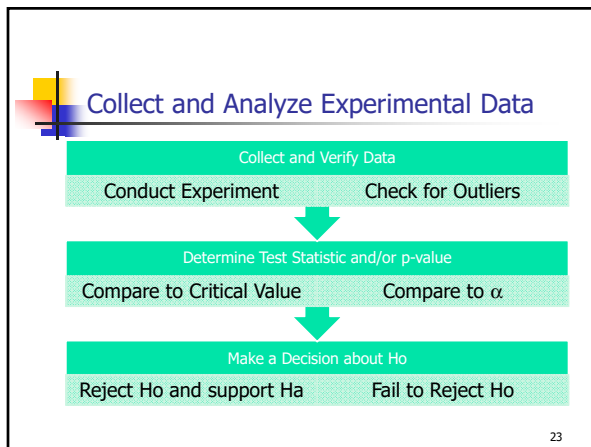 Collect and Analyze Experimental Data
Collect and Verify Data
Conduct Experiment Check for Outliers
Determine Test Statistic and/or p-value
Compare to Critical Value Compare to α
Make a Decision about Ho
Reject Ho and support Ha Fail to Reject Ho
23